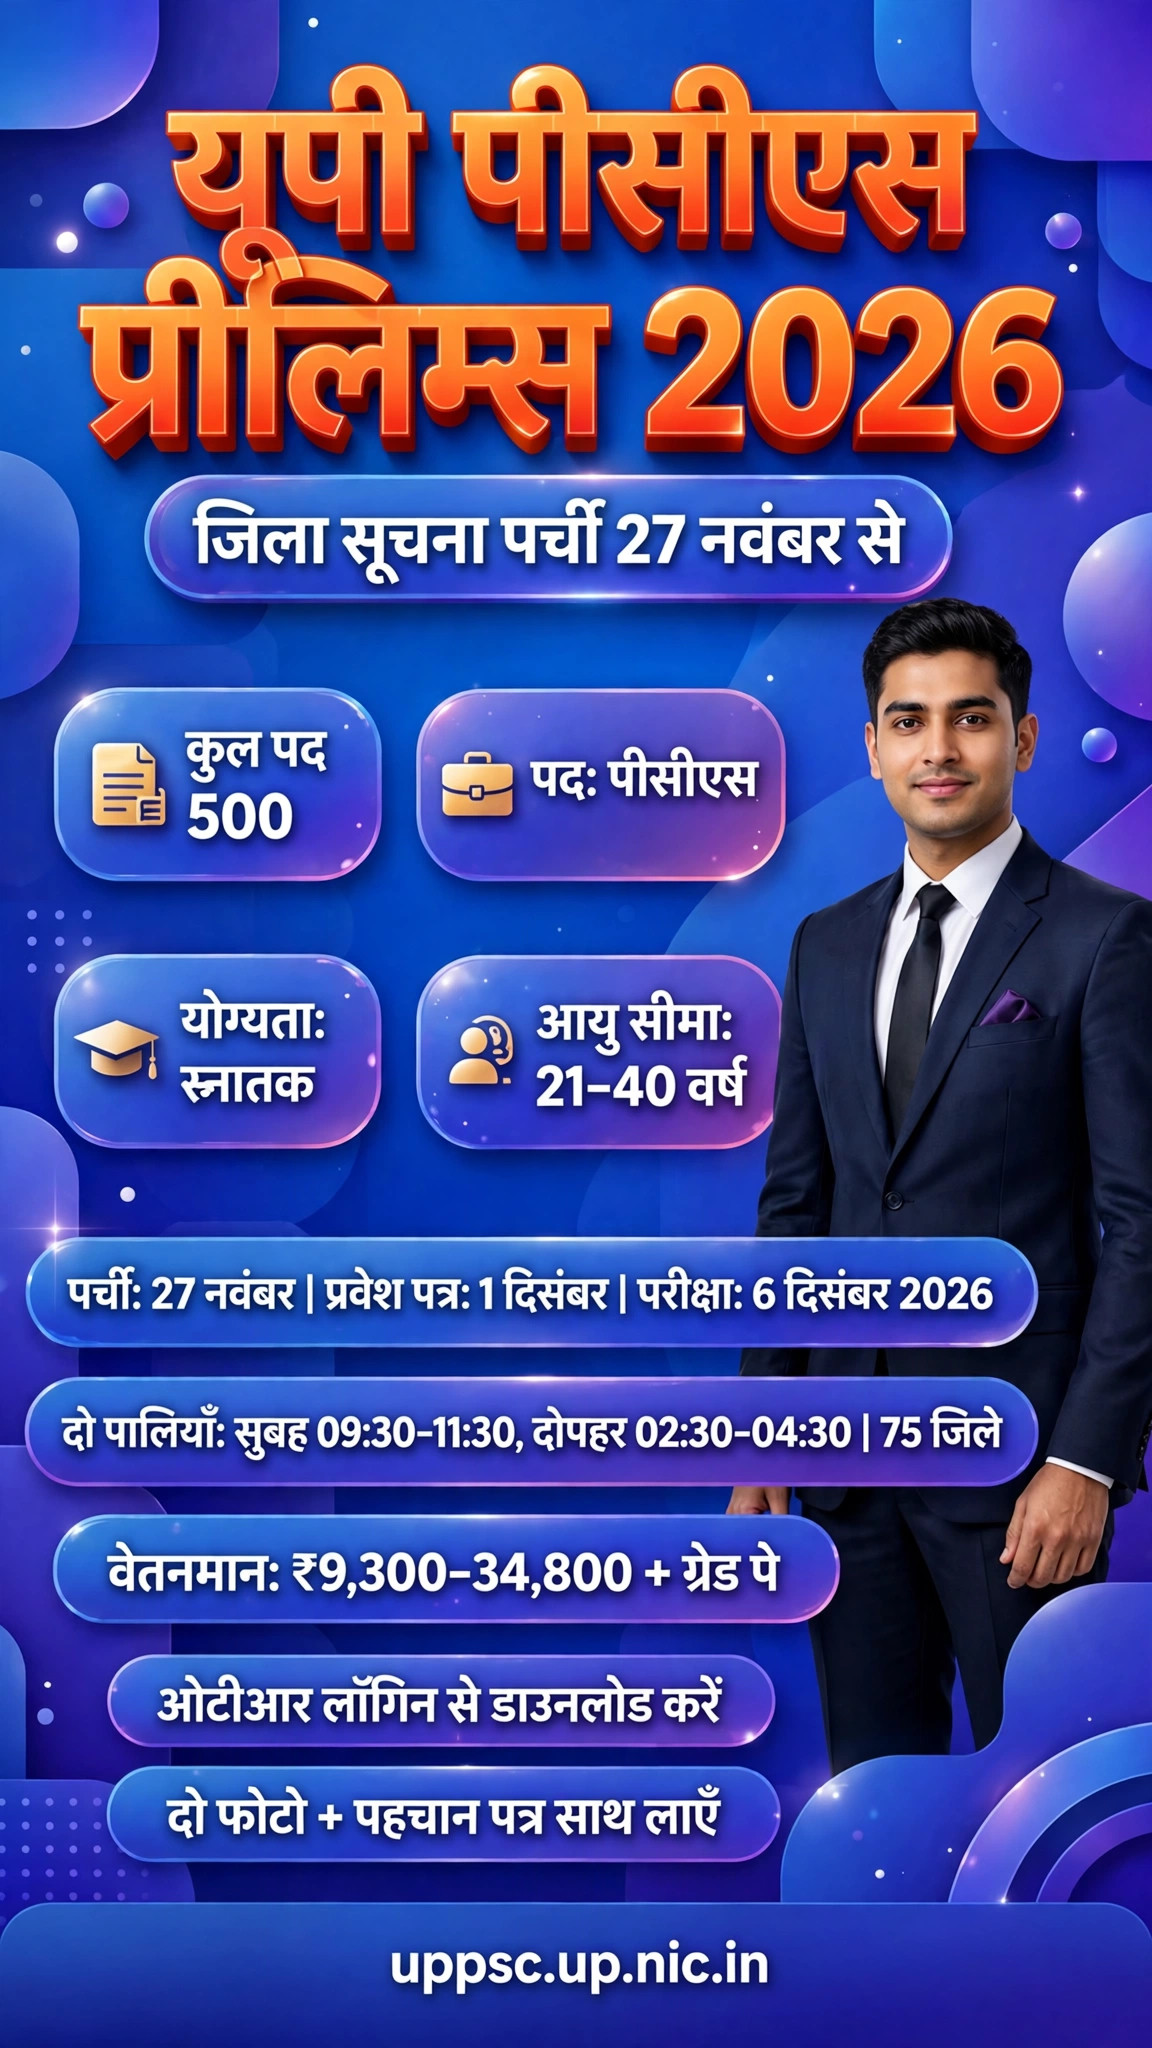 यूपी पीसीएस
प्रीलिम्स 2026
जिला सूचना पर्ची 27 नवंबर से
कुल पद
500
पद: पीसीएस
योग्यता:
स्नातक
आयु सीमा:
21-40 वर्ष
पर्ची: 27 नवंबर | प्रवेश पत्र: 1 दिसंबर | परीक्षा: 6 दिसंबर 2026
दो पालियाँ: सुबह 09:30-11:30, दोपहर 02:30-04:30 | 75 जिले
वेतनमान: ₹9,300-34,800 + ग्रेड पे
ओटीआर लॉगिन से डाउनलोड करें
दो फोटो + पहचान पत्र साथ लाएँ
uppsc.up.nic.in